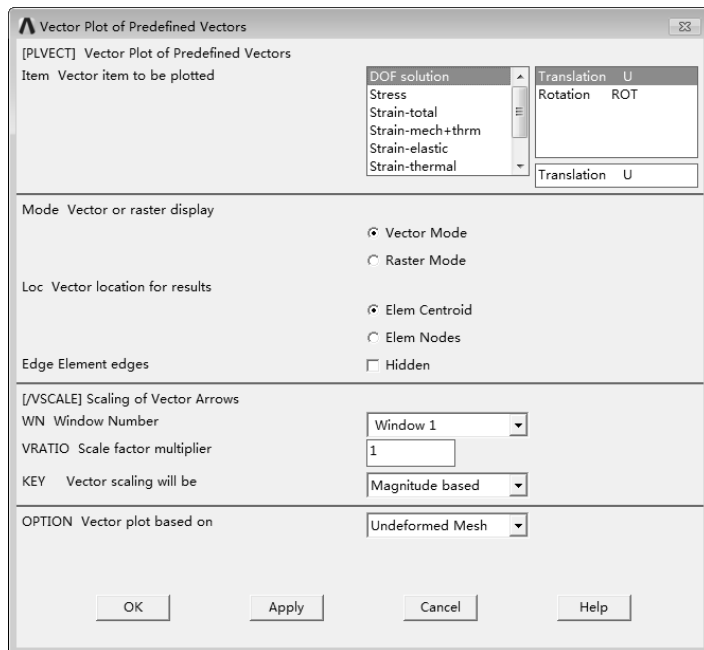 Vector Plot of Predefined Vectors
[PLVECT] Vector Plot of Predefined Vectors
Item Vector item to be plotted
DOF solution
Stress
Strain-total
Strain-mech+thrm
Strain-elastic
Strain-thermal
Translation U
Rotation ROT
Translation U
Mode Vector or raster display
Vector Mode
Raster Mode
Loc Vector location for results
Elem Centroid
Elem Nodes
Edge Element edges
Hidden
[/VSCALE] Scaling of Vector Arrows
WN Window Number
Window 1
VRATIO Scale factor multiplier
1
KEY Vector scaling will be
Magnitude based
OPTION Vector plot based on
Undeformed Mesh
OK Apply Cancel Help